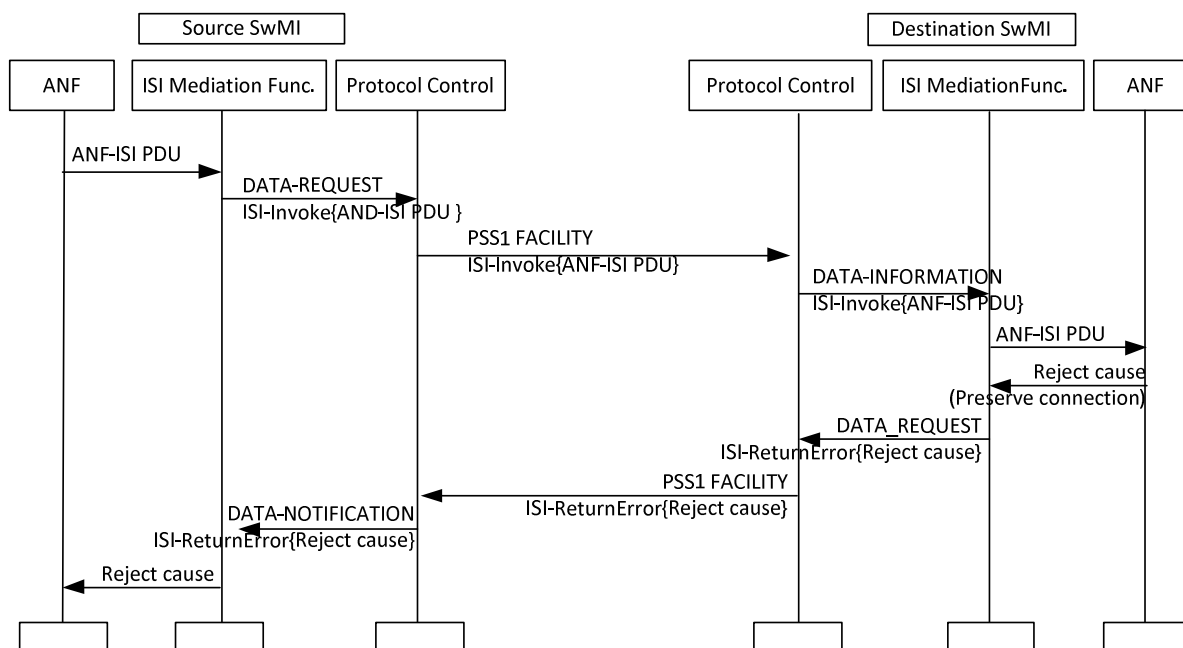 Source SwMI
Destination SwMI
ANF
ISI Mediation Func.
Protocol Control
Protocol Control
ISI MediationFunc.
ANF
ANF-ISI PDU
DATA-REQUEST
ISI-Invoke{AND-ISI PDU }
PSS1 FACILITY
ISI-Invoke{ANF-ISI PDU}
DATA-INFORMATION
ISI-Invoke{ANF-ISI PDU}
ANF-ISI PDU
Reject cause
(Preserve connection)
DATA_REQUEST
ISI-ReturnError{Reject cause}
PSS1 FACILITY
ISI-ReturnError{Reject cause}
DATA-NOTIFICATION
ISI-ReturnError{Reject cause}
Reject cause